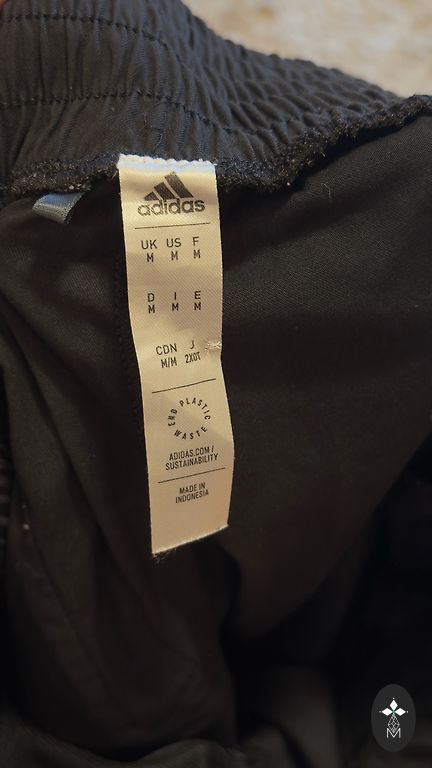 adidas
UK US F
M M M
D I E
M M M
CDN J
M/M 2XOT
END PLASTIC WASTE
ADIDAS.COM/
SUSTAINABILITY
MADE IN
INDONESIA
M